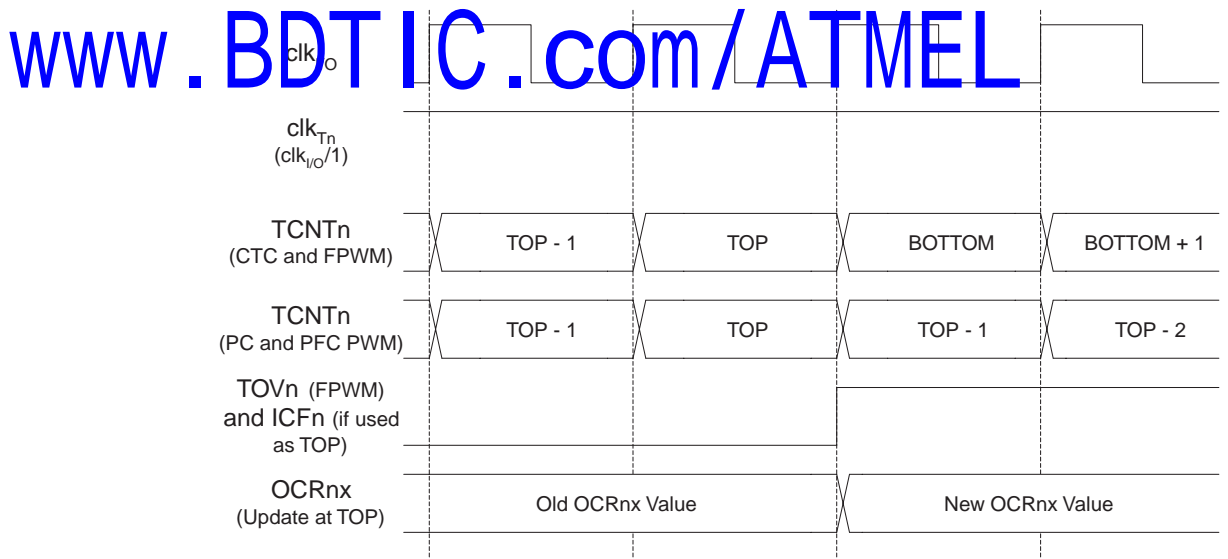 www.BDTIC.com/ATMEL
clkI/O
clkTn
(clkI/O/1)
TCNTn
(CTC and FPWM)
TOP - 1
TOP
BOTTOM
BOTTOM + 1
TCNTn
(PC and PFC PWM)
TOP - 1
TOP
TOP - 1
TOP - 2
TOVn (FPWM)
and ICFn (if used
as TOP)
OCRnx
(Update at TOP)
Old OCRnx Value
New OCRnx Value